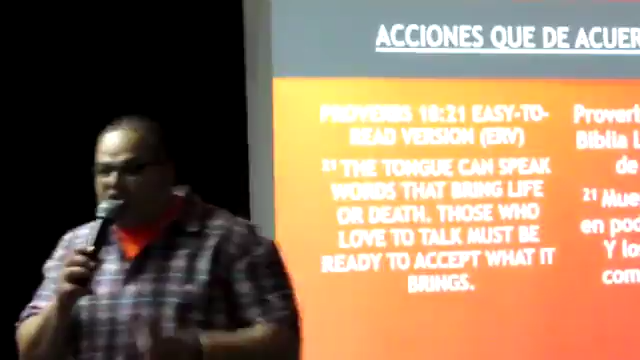 ACCIONES QUE DE ACUER
PROVERBS 18:21 EASY-TO-
READ VERSION (ERV)
21 THE TONGUE CAN SPEAK
WORDS THAT BRING LIFE
OR DEATH. THOSE WHO
LOVE TO TALK MUST BE
READY TO ACCEPT WHAT IT
BRINGS.
Proverb
Biblia L
de
21 Mue
en pod
Y lo
com